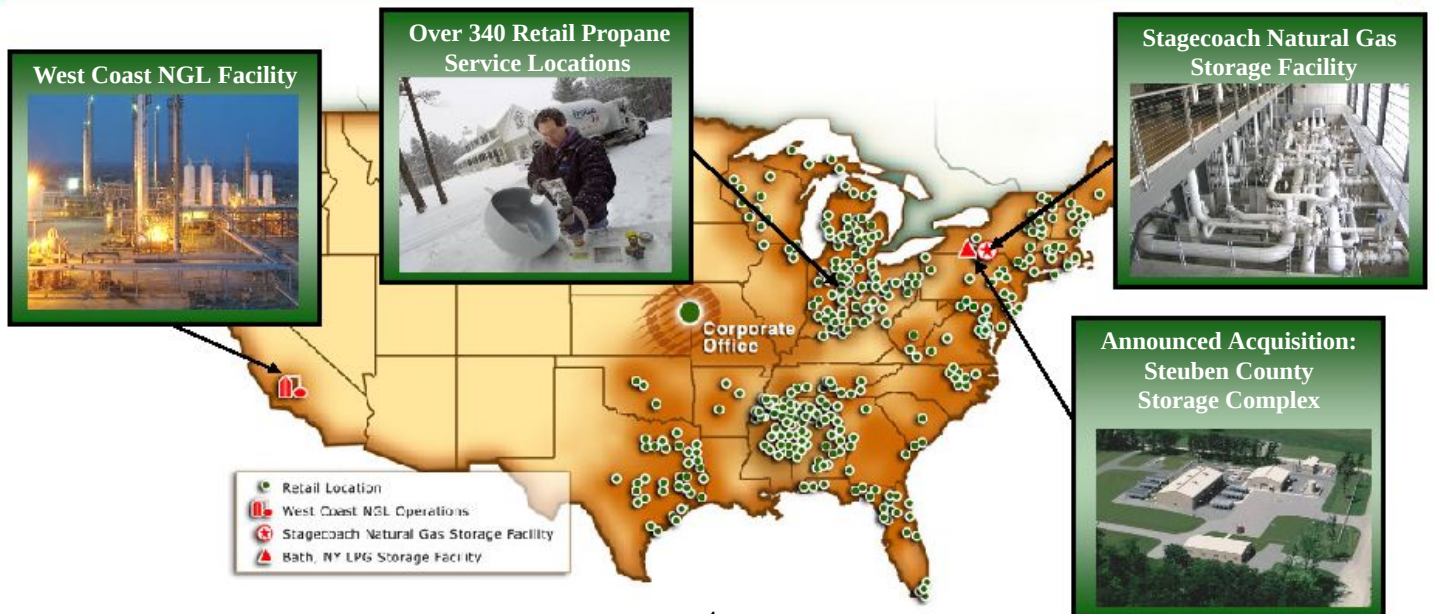 West Coast NGL Facility
Over 340 Retail Propane
Service Locations
Stagecoach Natural Gas
Storage Facility
Corporate
Office
Announced Acquisition:
Steuben County
Storage Complex
Retail Location
West Coast NGL Operations
Stagecoach Natural Gas Storage Facility
Bath, NY LPG Storage Facility